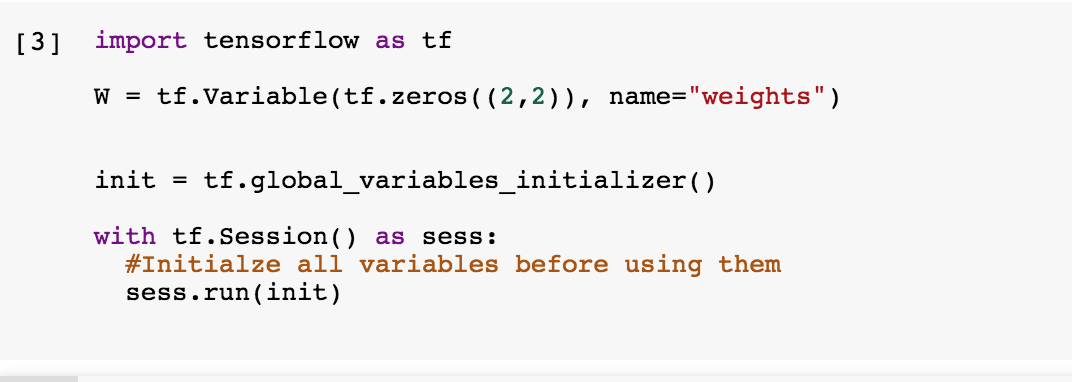 [3] import tensorflow as tf
W = tf.Variable(tf.zeros((2,2)), name="weights")
init = tf.global_variables_initializer()
with tf.Session() as sess:
#Initialze all variables before using them
sess.run(init)